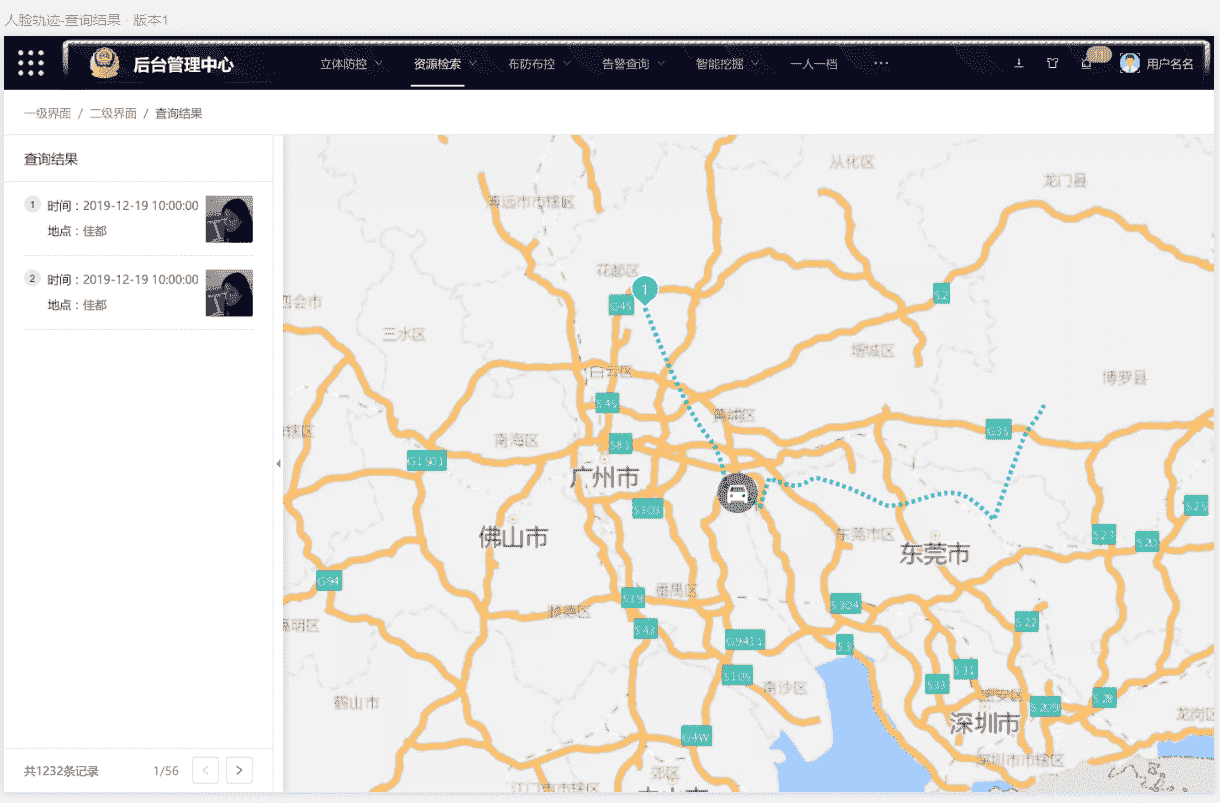 人脸轨迹-查询结果 · 版本1
后台管理中心 立体防控 资源检索 布防布控 告警查询 智能挖掘 一人一档 ··· 用户名名
一级界面 / 二级界面 / 查询结果
查询结果
1 时间：2019-12-19 10:00:00
地点：佳都
2 时间：2019-12-19 10:00:00
地点：佳都
共1232条记录 1/56 < >
从化区
龙门县
清远市市辖区
花都区
1
G45
S2
四会市
三水区
增城区
白云区
博罗县
S45
黄埔区
G35
南海区
S81
G1501
广州市
S303
S25
佛山市
东莞市区
东莞市
S27
S20
G94
番禺区
S39
顺德区
S304
S22
高明区
S43
G9411
S3
S31
S105
南沙区
S33
宝安区
S28
S209
鹤山市
深圳市
龙岗区
G4W
深圳市市辖区
江门市市辖区